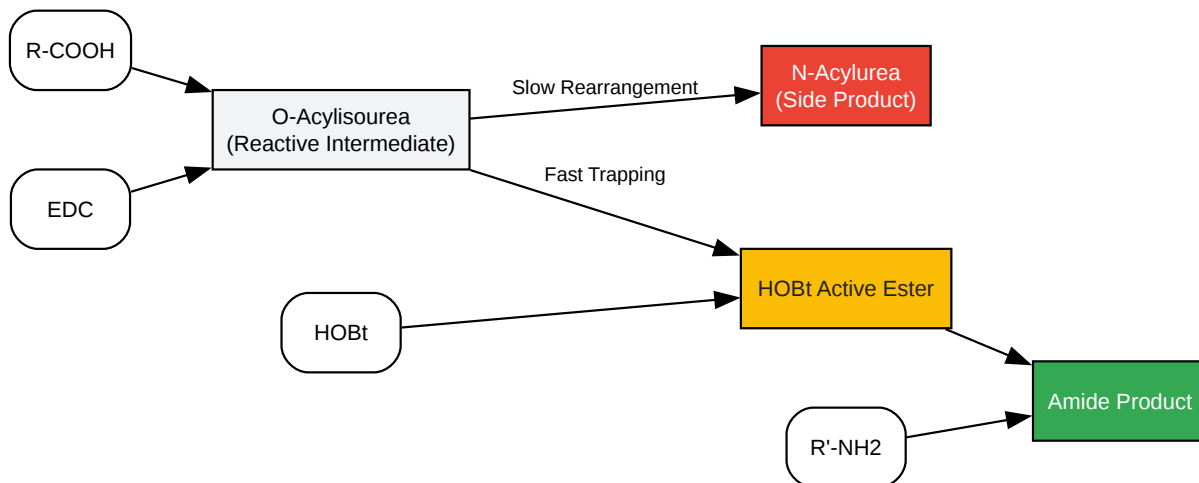 R-COOH
EDC
O-Acylisourea
(Reactive Intermediate)
Slow Rearrangement
N-Acylurea
(Side Product)
Fast Trapping
HOBt
HOBt Active Ester
R'-NH2
Amide Product